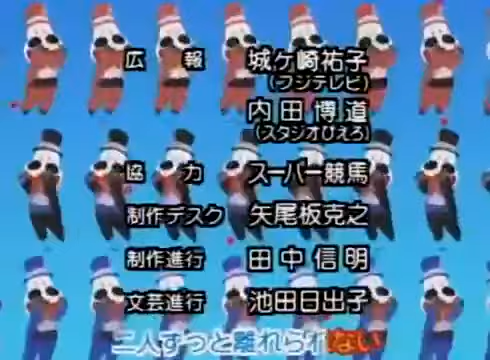 広報 城ヶ崎祐子
(フジテレビ)
内田博道
(スタジオぴえろ)
協力 スーパー競馬
制作デスク 矢尾板克之
制作進行 田中信明
文芸進行 池田日出子
二人ずっと離れられない